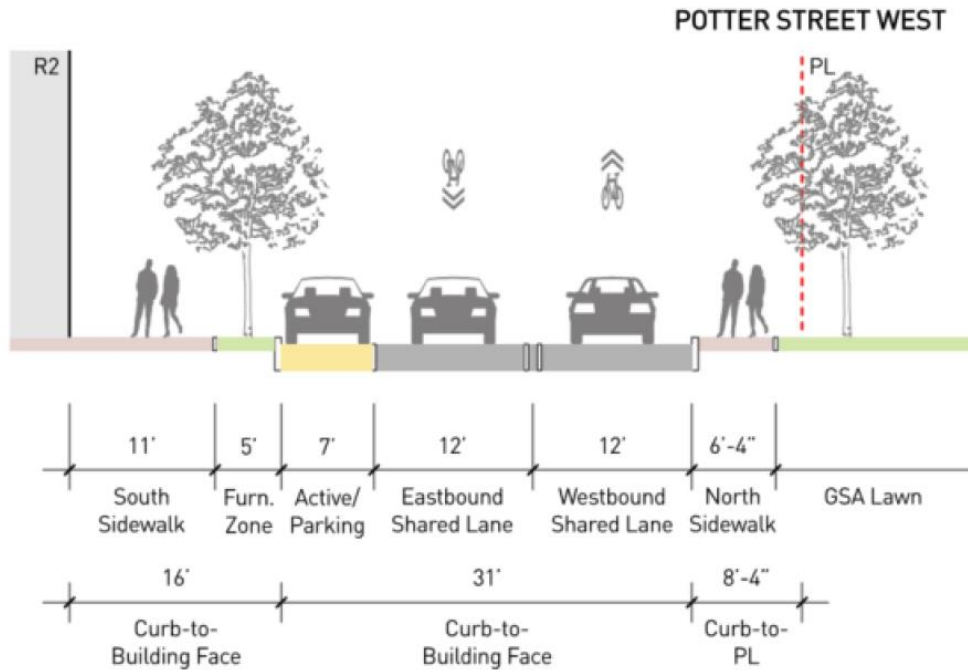 POTTER STREET WEST
R2
PL
11'
5'
7'
12'
12'
6'-4"
South
Sidewalk
Furn.
Zone
Active/
Parking
Eastbound
Shared Lane
Westbound
Shared Lane
North
Sidewalk
GSA Lawn
16'
31'
8'-4"
Curb-to-
Building Face
Curb-to-
Building Face
Curb-to-
PL